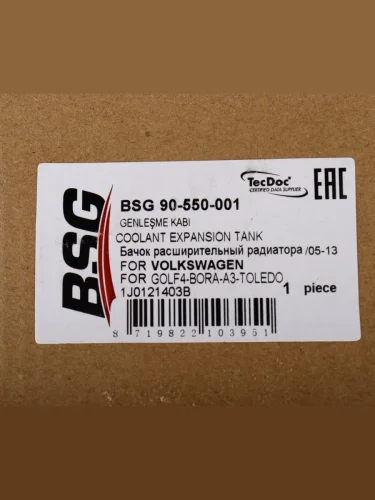 BSG
TecDoc
CERTIFIED DATA SUPPLIER
EAC
BSG 90-550-001
GENLEŞME KABI
COOLANT EXPANSION TANK
Бачок расширительный радиатора /05-13
FOR VOLKSWAGEN
FOR GOLF4-BORA-A3-TOLEDO
1J0121403B
1 piece
8 719822 103951